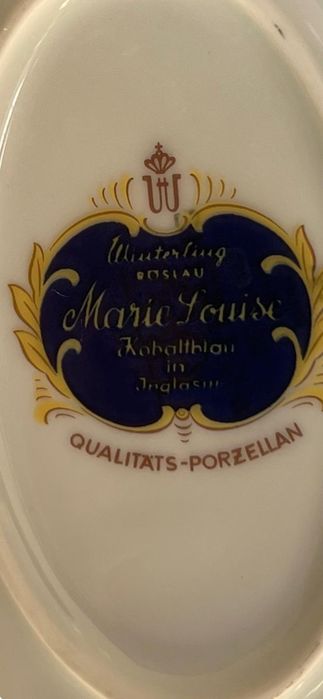 W
Winterling
RÖSLAU
Marie Louise
Kobaltblau
in
Inglasur
QUALITÄTS-PORZELLAN